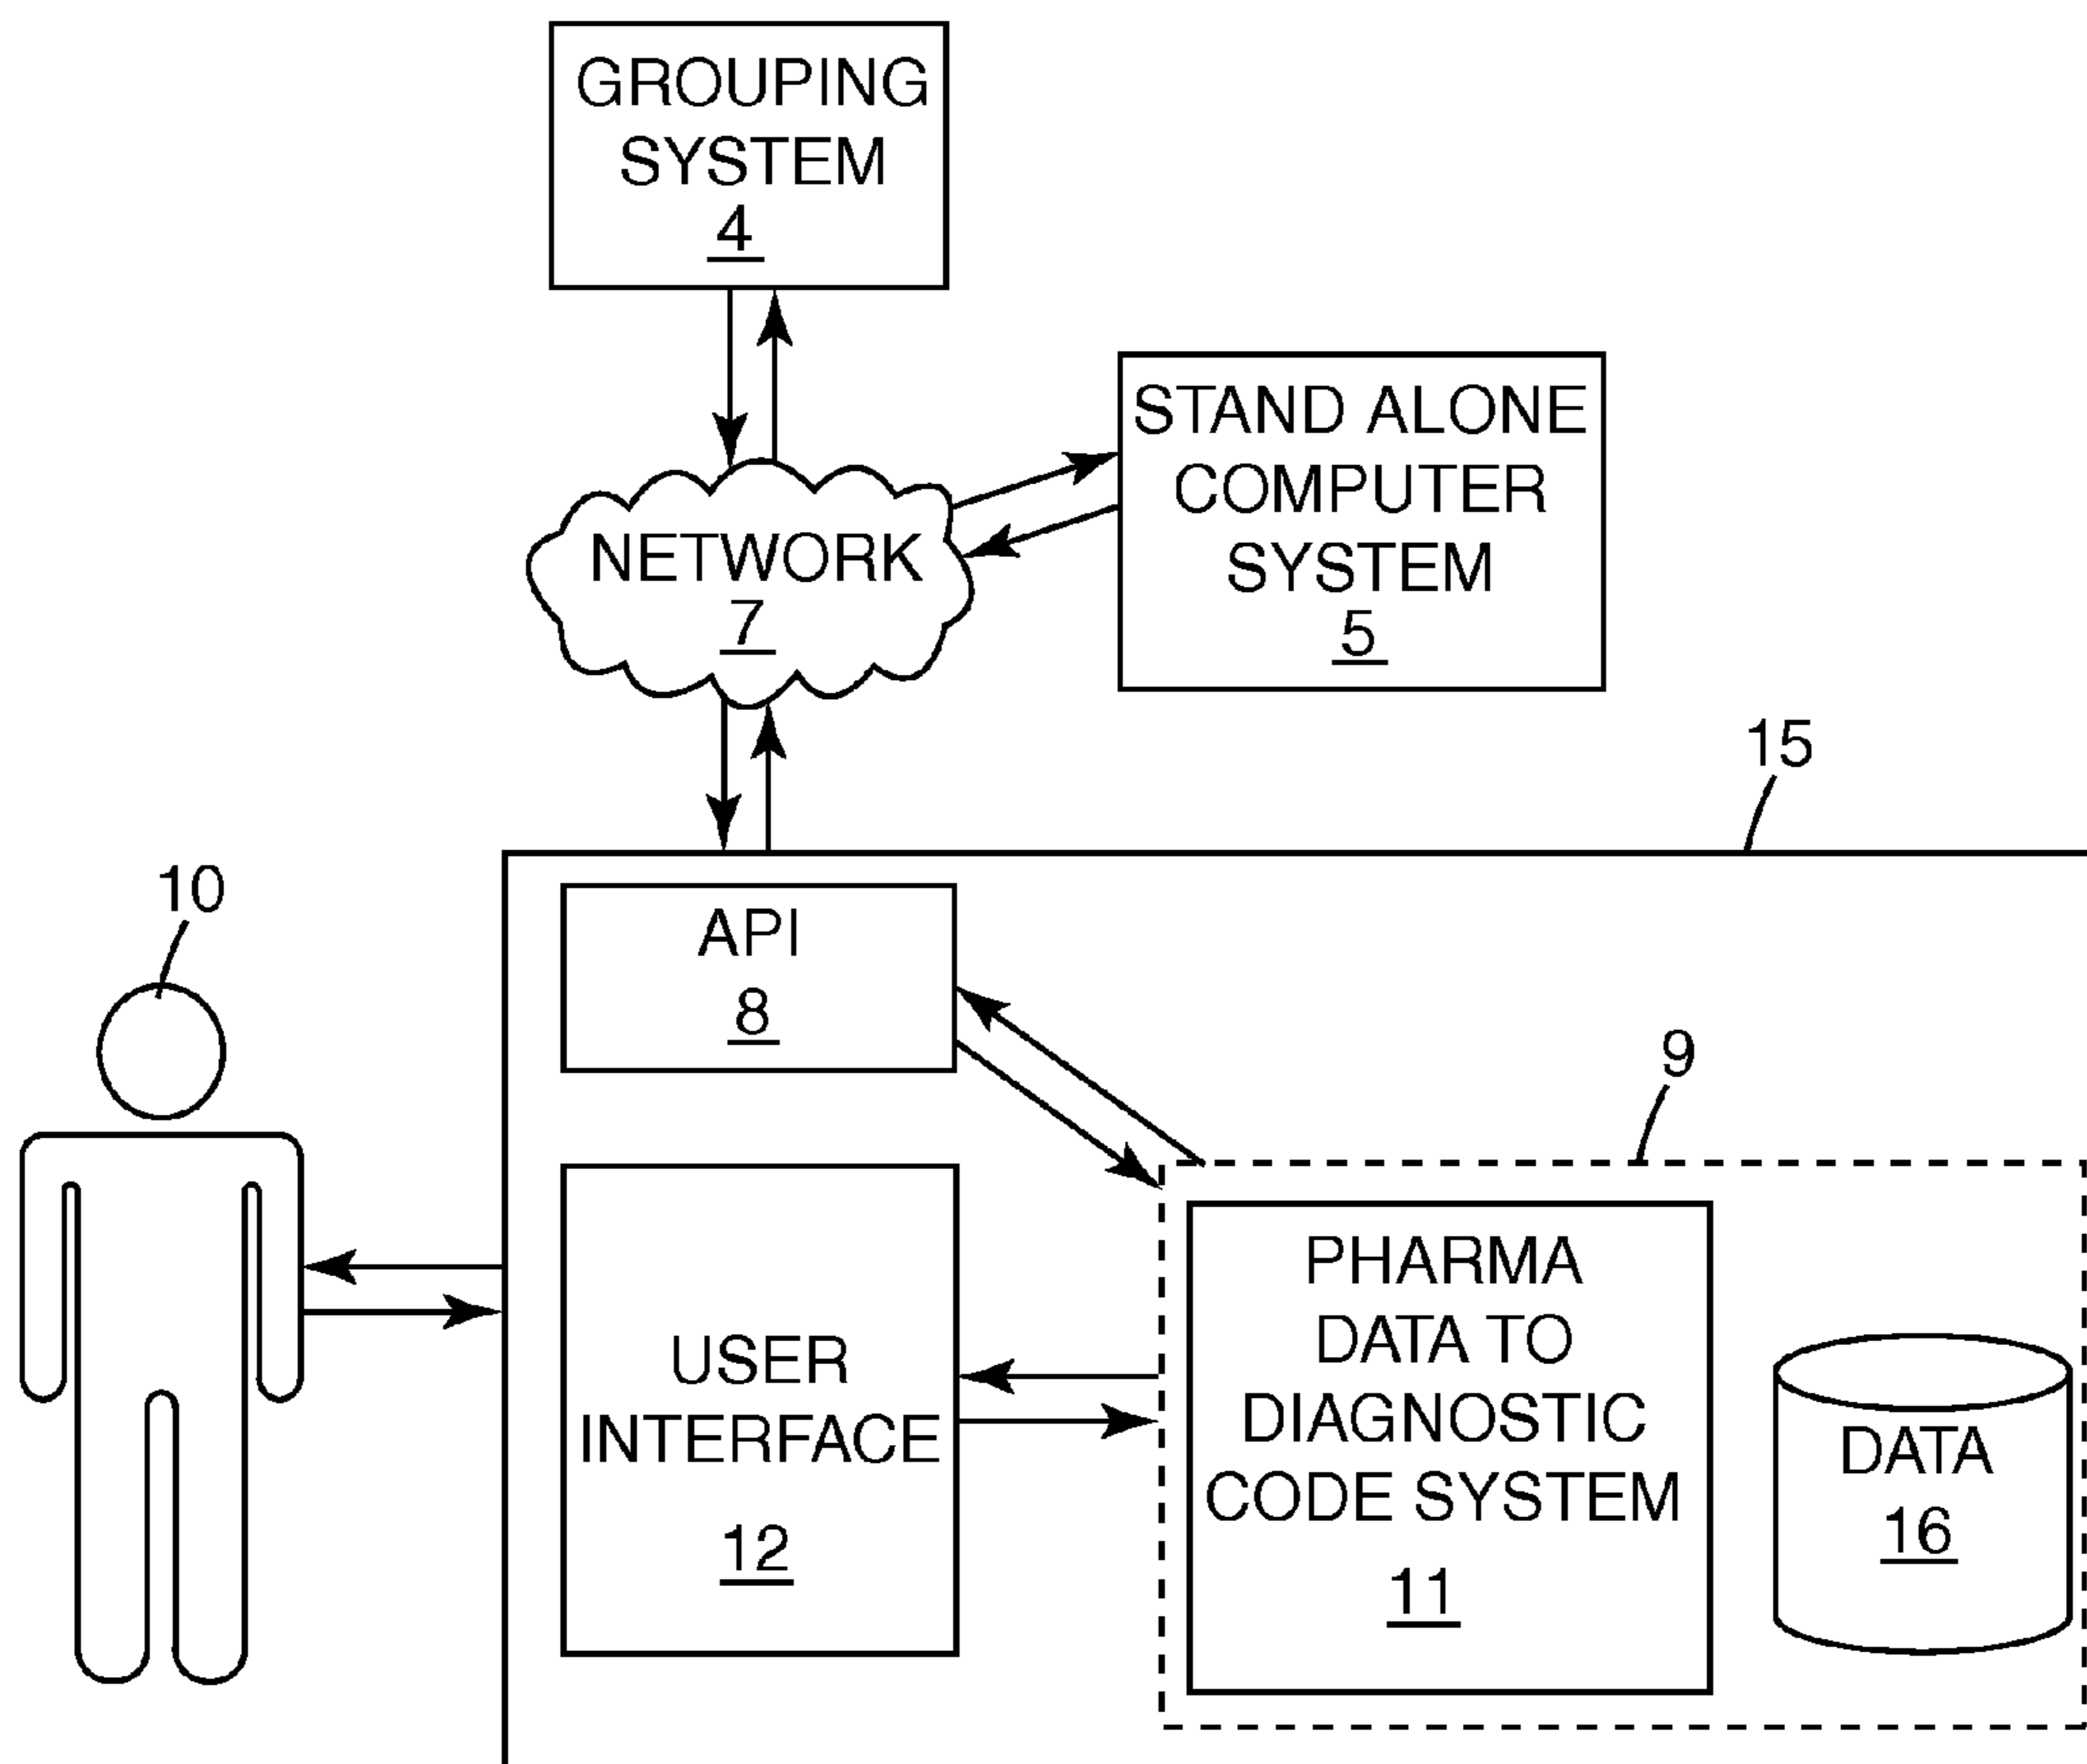 GROUPING
SYSTEM
4
STAND ALONE
COMPUTER
SYSTEM
5
NETWORK
7
15
10
API
8
9
USER
INTERFACE
12
PHARMA
DATA TO
DIAGNOSTIC
CODE SYSTEM
11
DATA
16